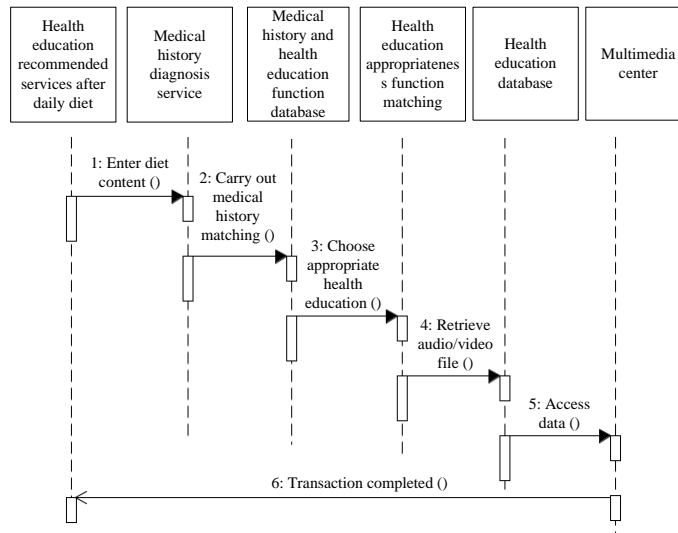 Health
education
recommended
services after
daily diet
Medical
history
diagnosis
service
Medical
history and
health
education
function
database
Health
education
appropriatenes
s function
matching
Health
education
database
Multimedia
center
1: Enter diet
content ()
2: Carry out
medical
history
matching ()
3: Choose
appropriate
health
education ()
4: Retrieve
audio/video
file ()
5: Access
data ()
6: Transaction completed ()